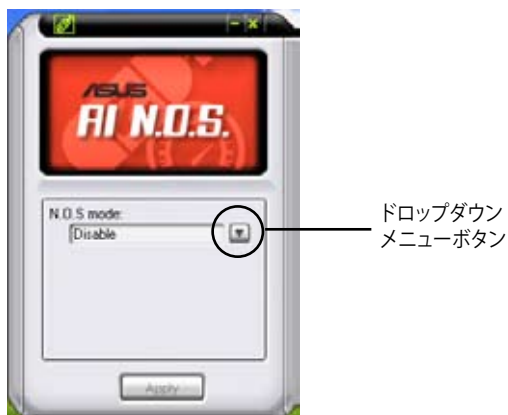 ASUS
AI N.O.S.
N.O.S mode:
Disable
ドロップダウン
メニューボタン
Apply